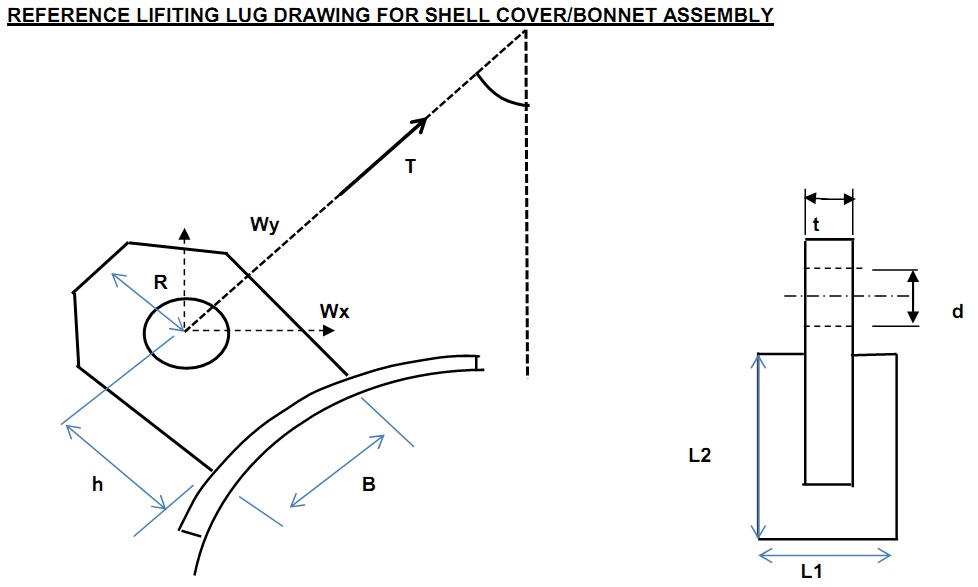 REFERENCE LIFITING LUG DRAWING FOR SHELL COVER/BONNET ASSEMBLY
T
Wy
t
R
Wx
d
L2
h
B
L1